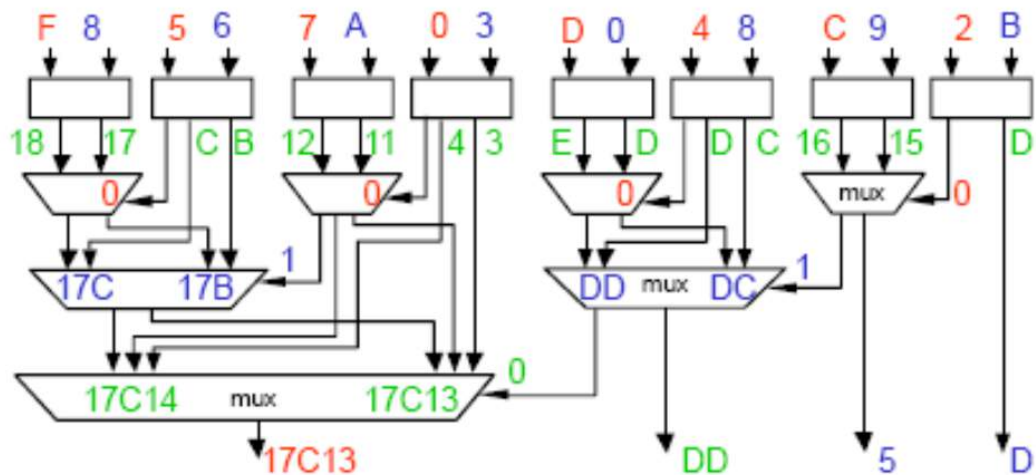 F 8 5 6 7 A 0 3 D 0 4 8 C 9 2 B
18 17 C B 12 11 4 3 E D D C 16 15 D
0 0 0 mux 0
17C 17B 1 DD mux DC 1
17C14 mux 17C13 0
17C13 DD 5 D